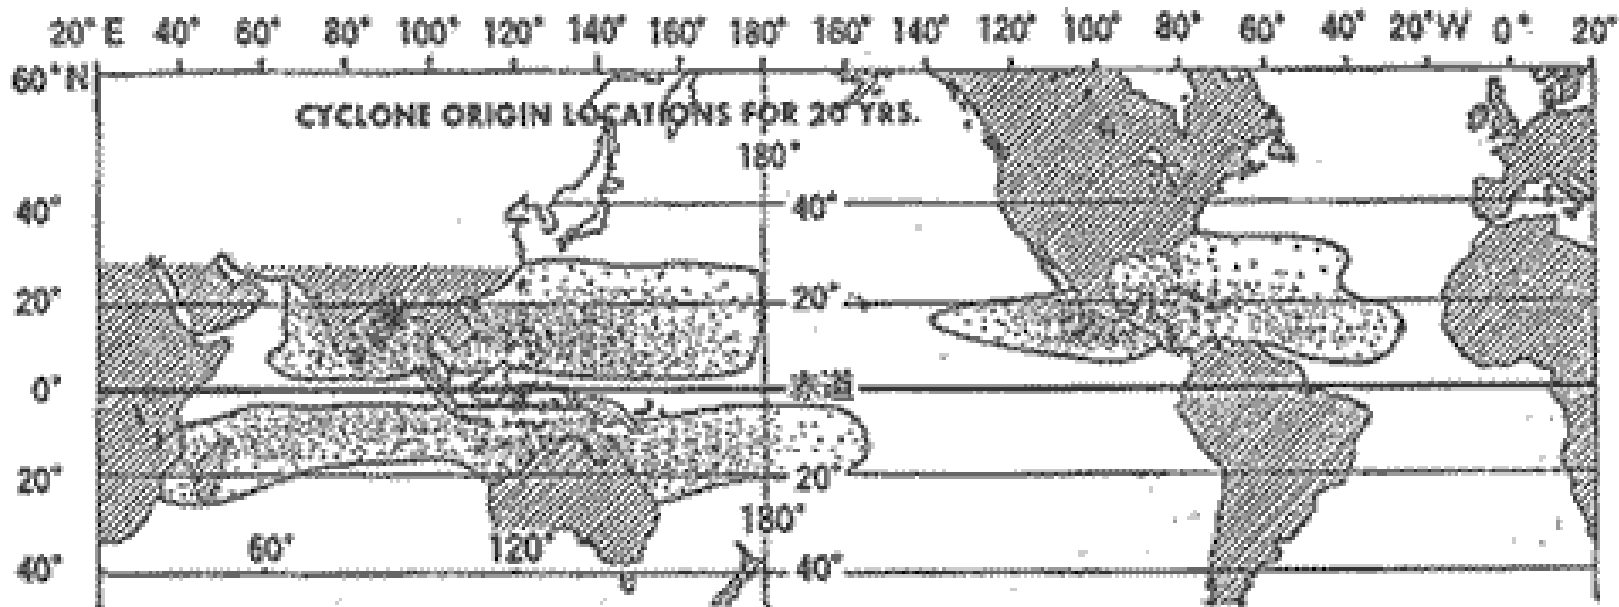 20°E 40° 60° 80° 100° 120° 140° 160° 180° 160° 140° 120° 100° 80° 60° 40° 20°W 0° 20°
60°N
CYCLONE ORIGIN LOCATIONS FOR 20 YRS.
180°
40° 40°
20° 20°
0° 赤道
20° 20°
180°
60° 120°
40° 40°